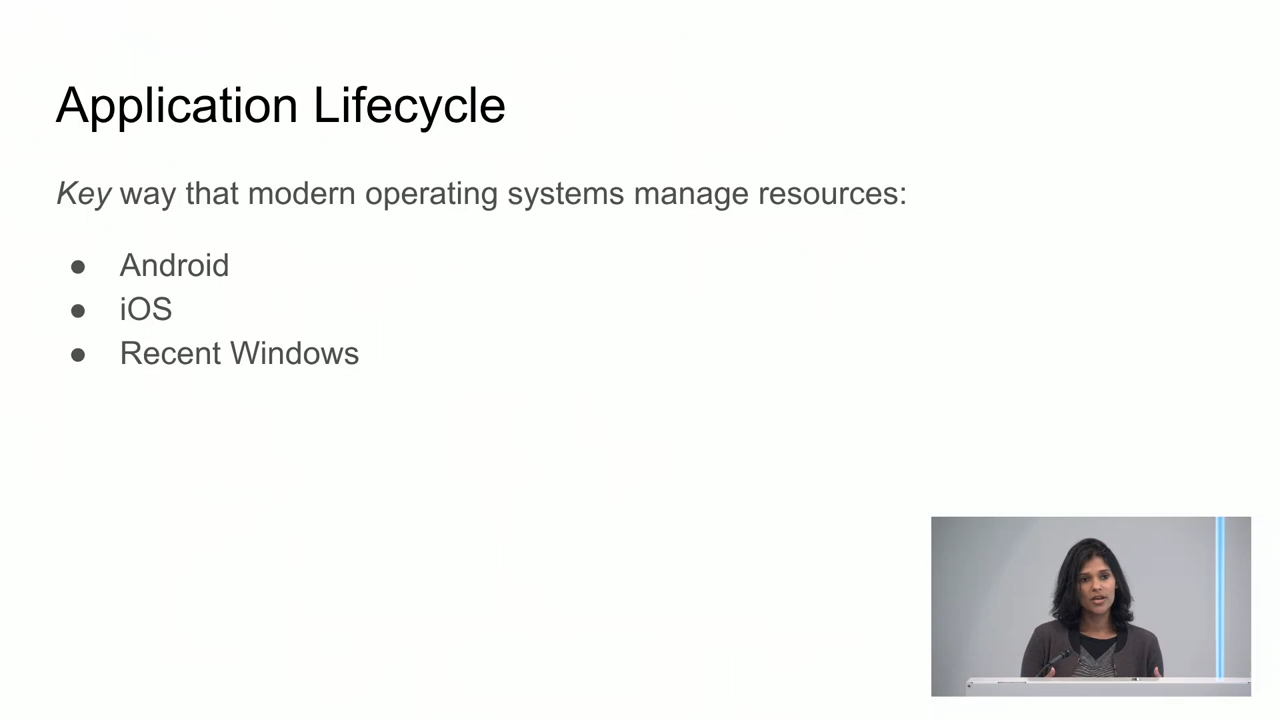 Application Lifecycle
Key way that modern operating systems manage resources:
● Android
● iOS
● Recent Windows